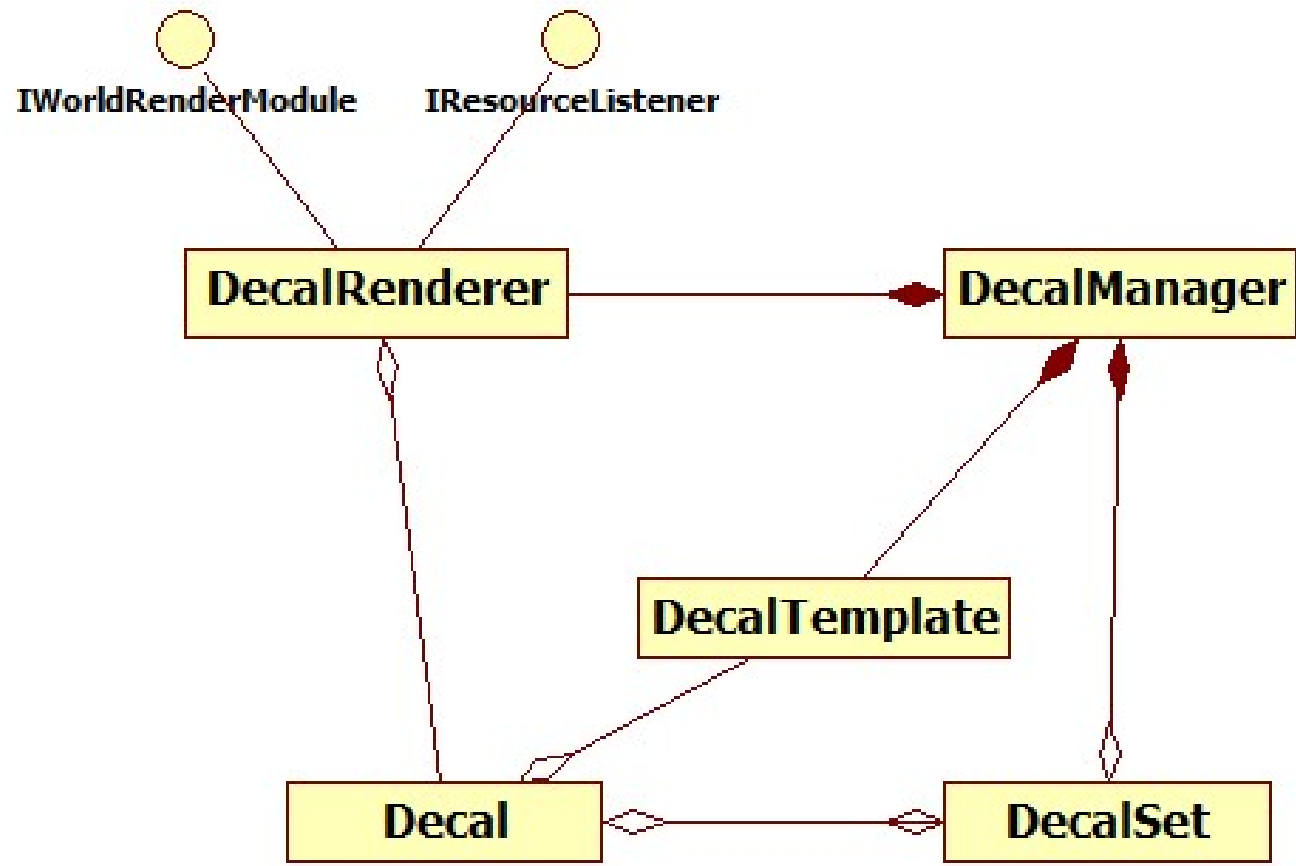 IWorldRenderModule
IResourceListener
DecalRenderer
DecalManager
DecalTemplate
Decal
DecalSet